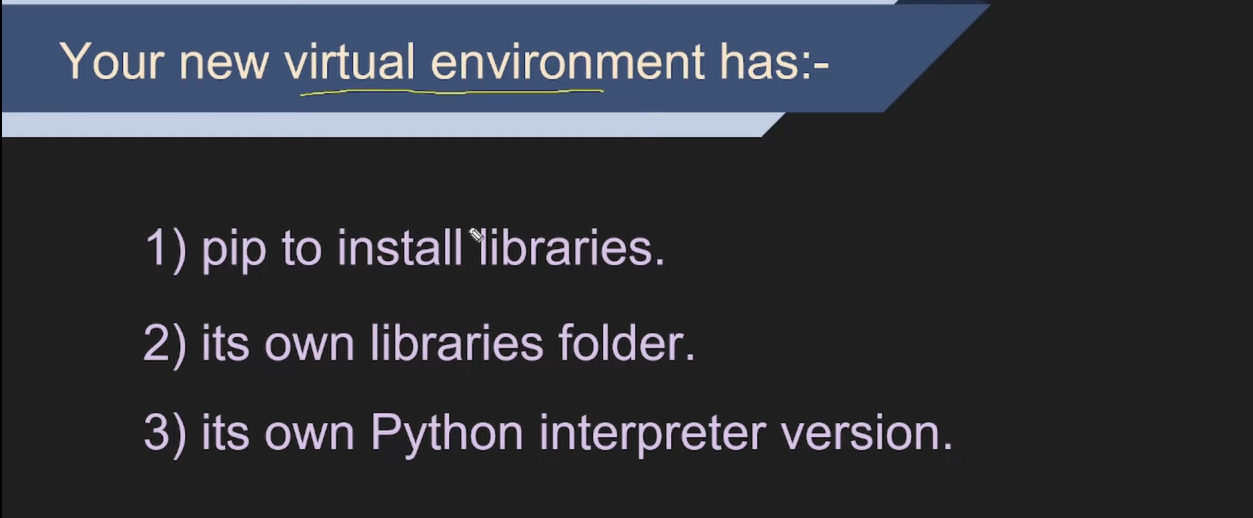 Your new virtual environment has:-
1) pip to install libraries.
2) its own libraries folder.
3) its own Python interpreter version.